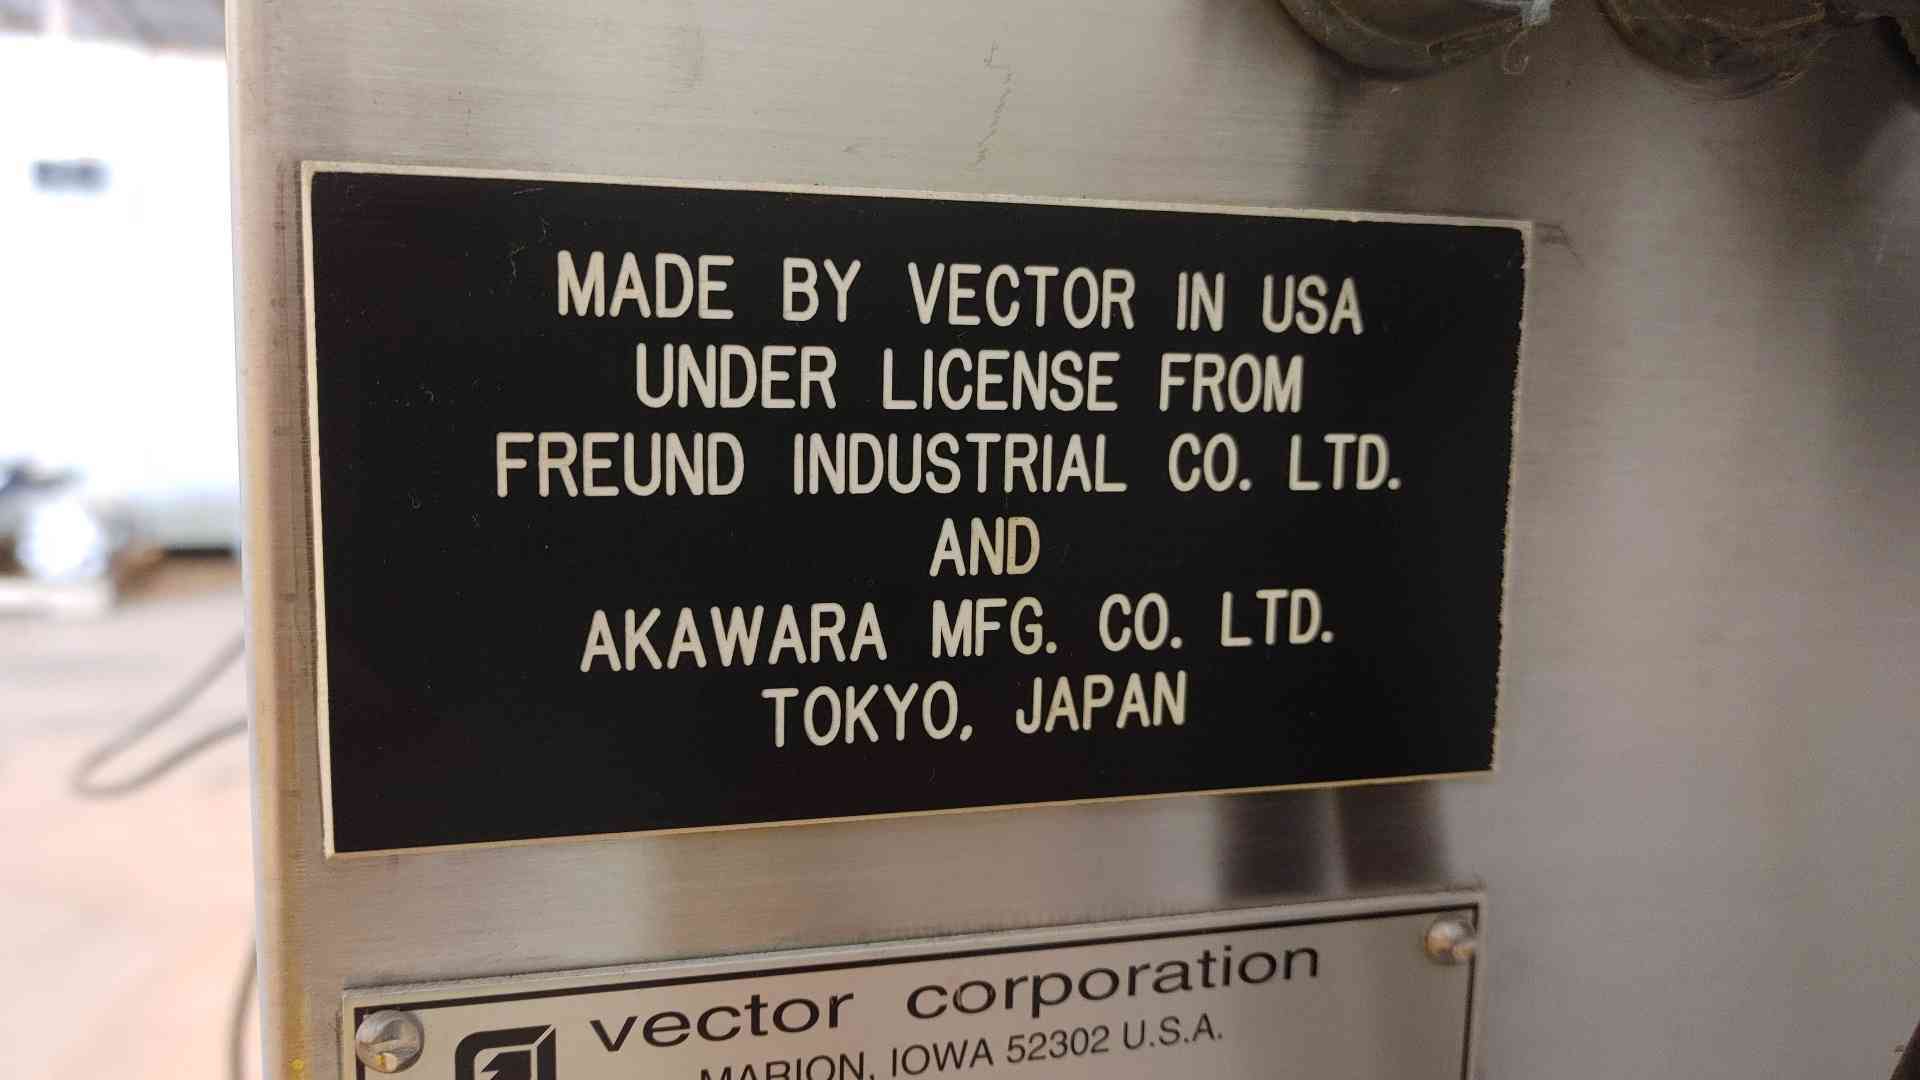 MADE BY VECTOR IN USA
UNDER LICENSE FROM
FREUND INDUSTRIAL CO. LTD.
AND
AKAWARA MFG. CO. LTD.
TOKYO, JAPAN
vector corporation
MARION, IOWA 52302 U.S.A.